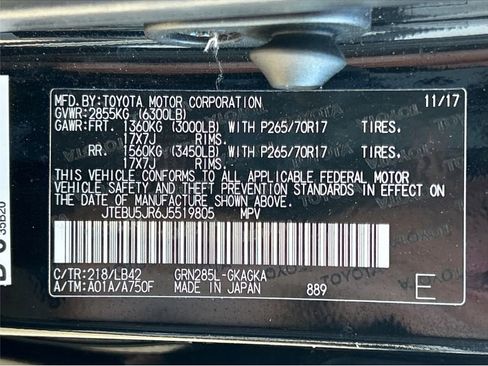 MFD. BY: TOYOTA MOTOR CORPORATION 11/17
GVWR: 2855KG (6300LB)
GAWR: FRT. 1360KG (3000LB) WITH P265/70R17 TIRES.
17X7J RIMS.
RR. 1560KG (3450LB) WITH P265/70R17 TIRES.
17X7J RIMS.
THIS VEHICLE CONFORMS TO ALL APPLICABLE FEDERAL MOTOR
VEHICLE SAFETY AND THEFT PREVENTION STANDARDS IN EFFECT
ON THE DATE OF MANUFACTURE SHOWN ABOVE.
JTEBU5JR6J5519805 MPV
C/TR: 218/LB42 GRN285L-GKAGKA
A/TM: A01A/A750F MADE IN JAPAN 889 E